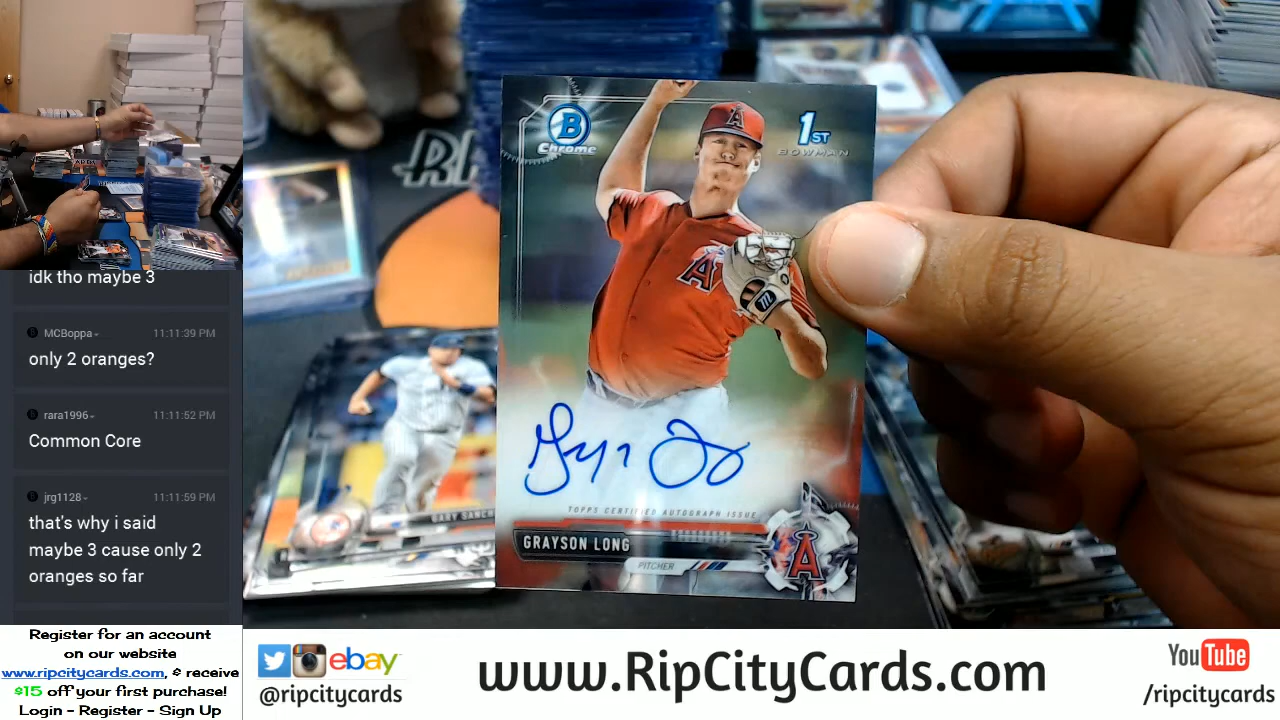 idk tho maybe 3
MCBoppa
11:11:39 PM
only 2 oranges?
rara1996
11:11:52 PM
Common Core
jrg1128
11:11:59 PM
that's why i said
maybe 3 cause only 2
oranges so far
Register for an account
on our website
www.ripcitycards.com, & receive
$15 off your first purchase!
Login - Register - Sign Up
B
Chrome
1ST
BOWMAN
A
A
TOPPS CERTIFIED AUTOGRAPH ISSUE
GRAYSON LONG
PITCHER
A
GARY SANCH
ebay
@ripcitycards
www.RipCityCards.com
YouTube
/ripcitycards